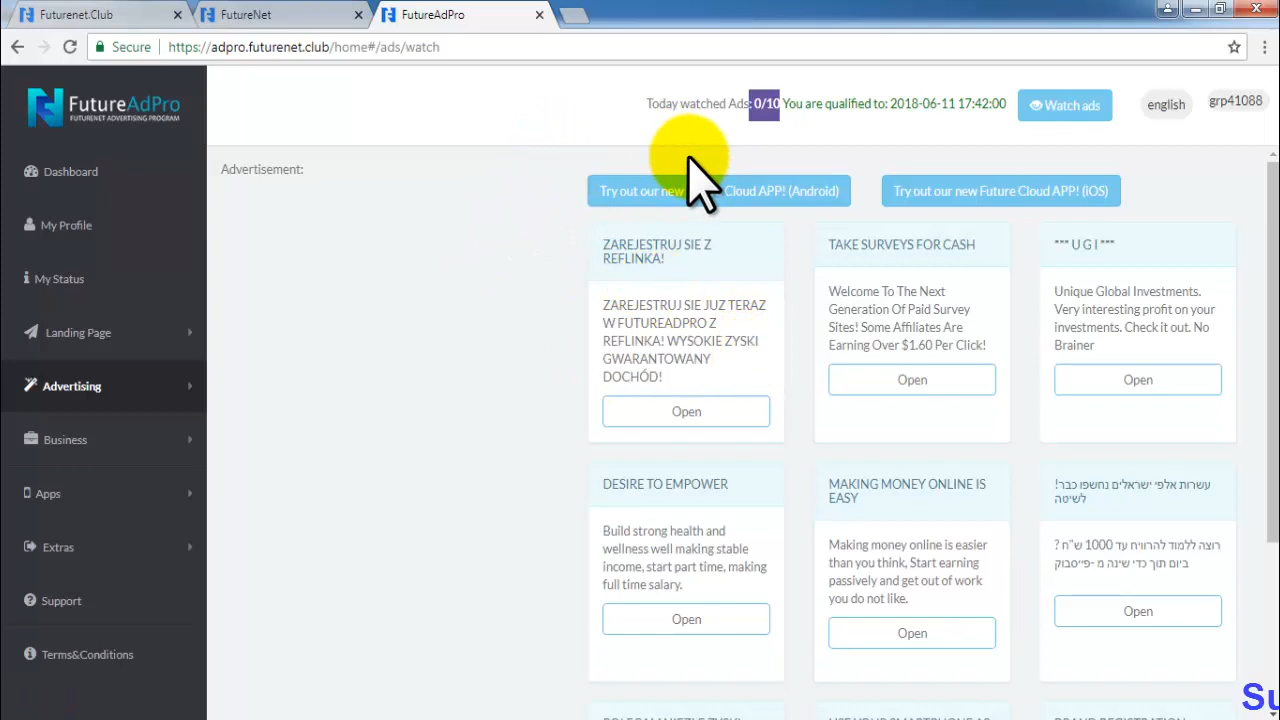 Futurenet.Club
FutureNet
FutureAdPro
Secure
https://adpro.futurenet.club/home#/ads/watch
FutureAdPro
FUTURENET ADVERTISING PROGRAM
Today watched Ads: 0/10 You are qualified to: 2018-06-11 17:42:00
Watch ads
english
grp41088
Dashboard
My Profile
My Status
Landing Page
Advertising
Business
Apps
Extras
Support
Terms&Conditions
Advertisement:
Try out our new Cloud APP! (Android)
Try out our new Future Cloud APP! (iOS)
ZAREJESTRUJ SIE Z
REFLINKA!
ZAREJESTRUJ SIE JUZ TERAZ
W FUTUREADPRO Z
REFLINKA! WYSOKIE ZYSKI
GWARANTOWANY
DOCHÓD!
Open
TAKE SURVEYS FOR CASH
Welcome To The Next
Generation Of Paid Survey
Sites! Some Affiliates Are
Earning Over $1.60 Per Click!
Open
*** U G I ***
Unique Global Investments.
Very interesting profit on your
investments. Check it out. No
Brainer
Open
DESIRE TO EMPOWER
Build strong health and
wellness well making stable
income, start part time, making
full time salary.
Open
MAKING MONEY ONLINE IS
EASY
Making money online is easier
than you think, Start earning
passively and get out of work
you do not like.
Open
עשרות אלפי ישראלים נחשפו כבר!
לשיטה
רוצה ללמוד להרוויח עד 1000 ש"ח ?
ביום תוך כדי שינה מ -פייסבוק
Open
Sy